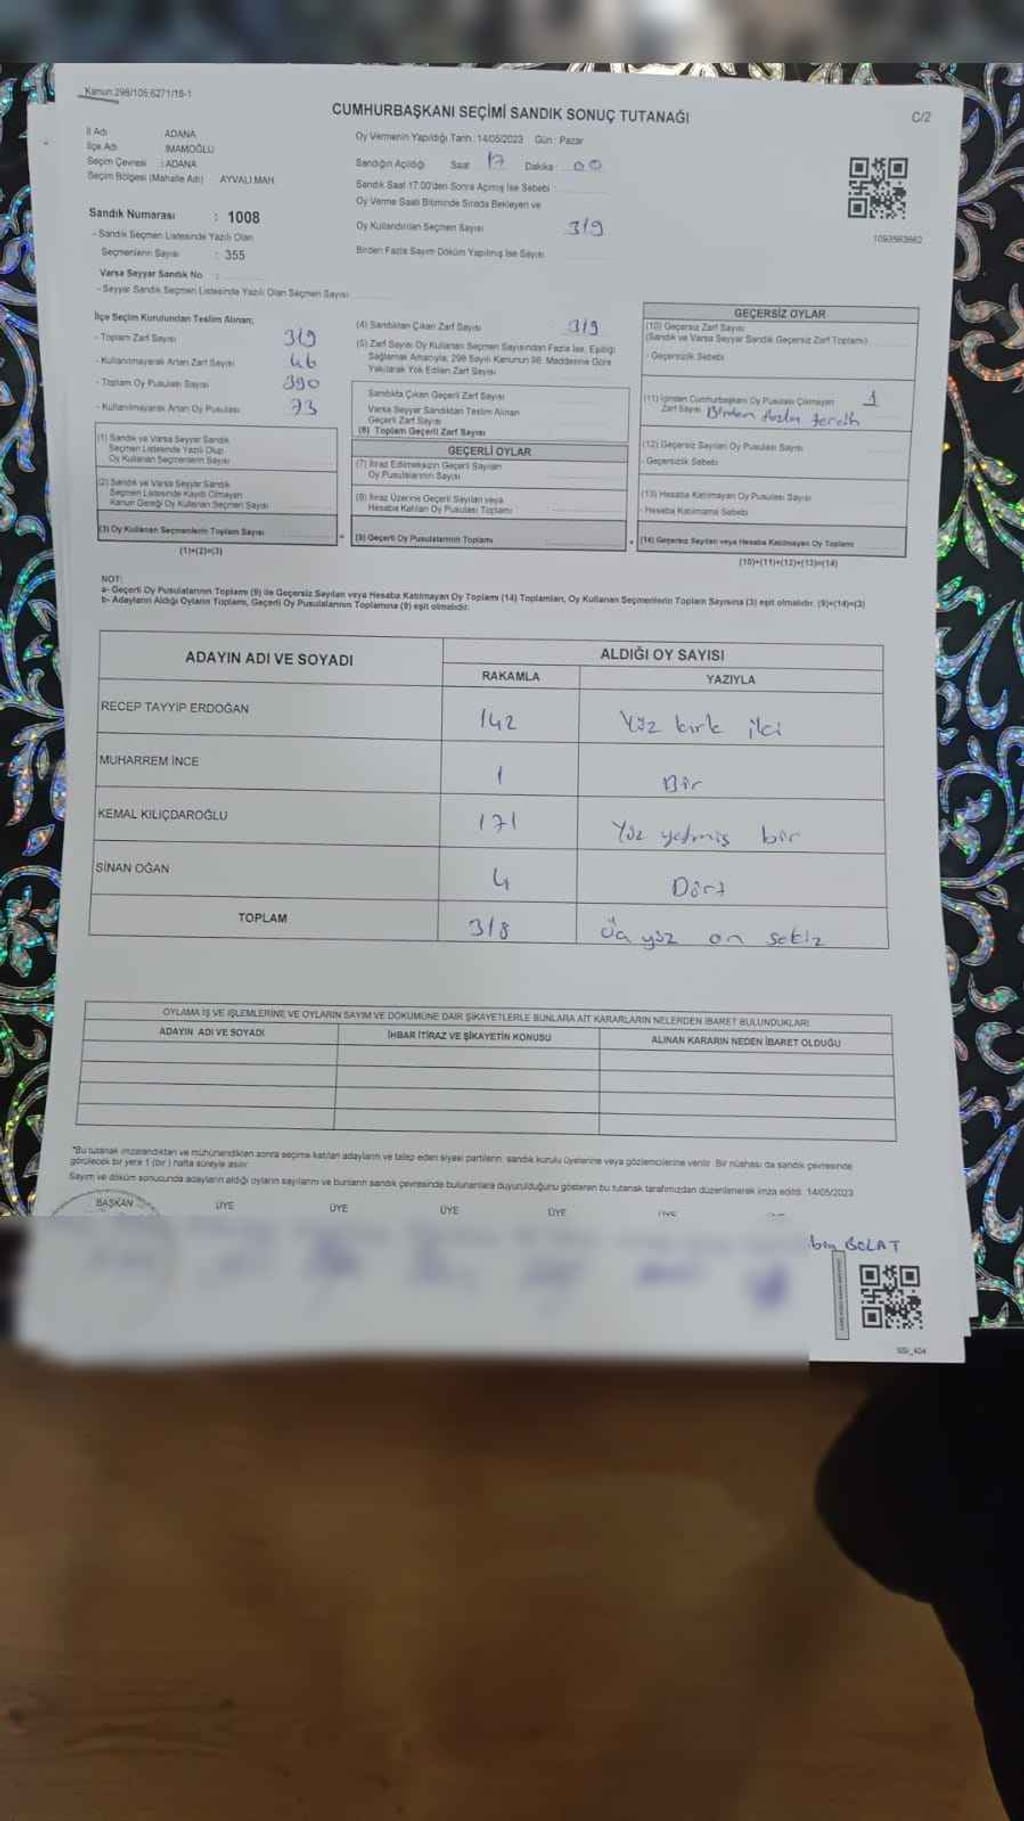 Kanun:298/105,6271/16-1
CUMHURBAŞKANI SEÇİMİ SANDIK SONUÇ TUTANAĞI
C/2
İl Adı ADANA
İlçe Adı İMAMOĞLU
Seçim Çevresi : ADANA
Seçim Bölgesi (Mahalle Adı) AYVALI MAH
Oy Vermenin Yapıldığı Tarih : 14/05/2023 Gün : Pazar
Sandığın Açıldığı Saat 17 Dakika : 00
Sandık Saat 17.00'den Sonra Açılmış İse Sebebi :
Oy Verme Saati Bitiminde Sırada Bekleyen ve
Oy Kullandırılan Seçmen Sayısı 319
Birden Fazla Sayım Döküm Yapılmış İse Sayısı
1093563662
Sandık Numarası : 1008
- Sandık Seçmen Listesinde Yazılı Olan
Seçmenlerin Sayısı : 355
Varsa Seyyar Sandık No :
- Seyyar Sandık Seçmen Listesinde Yazılı Olan Seçmen Sayısı
İlçe Seçim Kurulundan Teslim Alınan;
- Toplam Zarf Sayısı 319
- Kullanılmayarak Artan Zarf Sayısı 46
- Toplam Oy Pusulası Sayısı 390
- Kullanılmayarak Artan Oy Pusulası 73
(1) Sandık ve Varsa Seyyar Sandık
Seçmen Listesinde Yazılı Olup
Oy Kullanan Seçmenlerin Sayısı
(2) Sandık ve Varsa Seyyar Sandık
Seçmen Listesinde Kayıtlı Olmayan
Kanun Gereği Oy Kullanan Seçmen Sayısı
(3) Oy Kullanan Seçmenlerin Toplam Sayısı
(1)+(2)=(3)
(4) Sandıktan Çıkan Zarf Sayısı 319
(5) Zarf Sayısı Oy Kullanan Seçmen Sayısından Fazla İse, Eşitliği
Sağlamak Amacıyla, 298 Sayılı Kanunun 98. Maddesine Göre
Yakılarak Yok Edilen Zarf Sayısı
Sandıkta Çıkan Geçerli Zarf Sayısı
Varsa Seyyar Sandıktan Teslim Alınan
Geçerli Zarf Sayısı
(6) Toplam Geçerli Zarf Sayısı
GEÇERLİ OYLAR
(7) İtiraz Edilmeksizin Geçerli Sayılan
Oy Pusulalarının Sayısı
(8) İtiraz Üzerine Geçerli Sayılan veya
Hesaba Katılan Oy Pusulası Toplamı
(9) Geçerli Oy Pusulalarının Toplamı
GEÇERSİZ OYLAR
(10) Geçersiz Zarf Sayısı
(Sandık ve Varsa Seyyar Sandık Geçersiz Zarf Toplamı)
- Geçersizlik Sebebi
(11) İçinden Cumhurbaşkanı Oy Pusulası Çıkmayan 1
Zarf Sayısı Birden fazla tercih
(12) Geçersiz Sayılan Oy Pusulası Sayısı
- Geçersizlik Sebebi
(13) Hesaba Katılmayan Oy Pusulası Sayısı
- Hesaba Katılmama Sebebi
(14) Geçersiz Sayılan veya Hesaba Katılmayan Oy Toplamı
(10)+(11)+(12)+(13)=(14)
NOT:
a- Geçerli Oy Pusulalarının Toplamı (9) ile Geçersiz Sayılan veya Hesaba Katılmayan Oy Toplamı (14) Toplamları, Oy Kullanan Seçmenlerin Toplam Sayısına (3) eşit olmalıdır. (9)+(14)=(3)
b- Adayların Aldığı Oyların Toplamı, Geçerli Oy Pusulalarının Toplamına (9) eşit olmalıdır.
ADAYIN ADI VE SOYADI ALDIĞI OY SAYISI
RAKAMLA YAZIYLA
RECEP TAYYİP ERDOĞAN 142 Yüz kırk iki
MUHARREM İNCE 1 Bir
KEMAL KILIÇDAROĞLU 171 Yüz yetmiş bir
SİNAN OĞAN 4 Dört
TOPLAM 318 Üç yüz on sekiz
OYLAMA İŞ VE İŞLEMLERİNE VE OYLARIN SAYIM VE DÖKÜMÜNE DAİR ŞİKAYETLERLE BUNLARA AİT KARARLARIN NELERDEN İBARET BULUNDUKLARI
ADAYIN ADI VE SOYADI İHBAR İTİRAZ VE ŞİKAYETİN KONUSU ALINAN KARARIN NEDEN İBARET OLDUĞU
"Bu tutanak imzalandıktan ve mühürlendikten sonra seçime katılan adayların ve talep eden siyasi partilerin, sandık kurulu üyelerine veya gözlemcilerine verilir. Bir nüshası da sandık çevresinde
görülecek bir yere 1 (bir ) hafta süreyle asılır.
Sayım ve döküm sonucunda adayların aldığı oyların sayılarını ve bunların sandık çevresinde bulunanlara duyurulduğunu gösteren bu tutanak tarafımızdan düzenlenerek imza edildi. 14/05/2023
BAŞKAN ÜYE ÜYE ÜYE ÜYE ÜYE
BOLAT